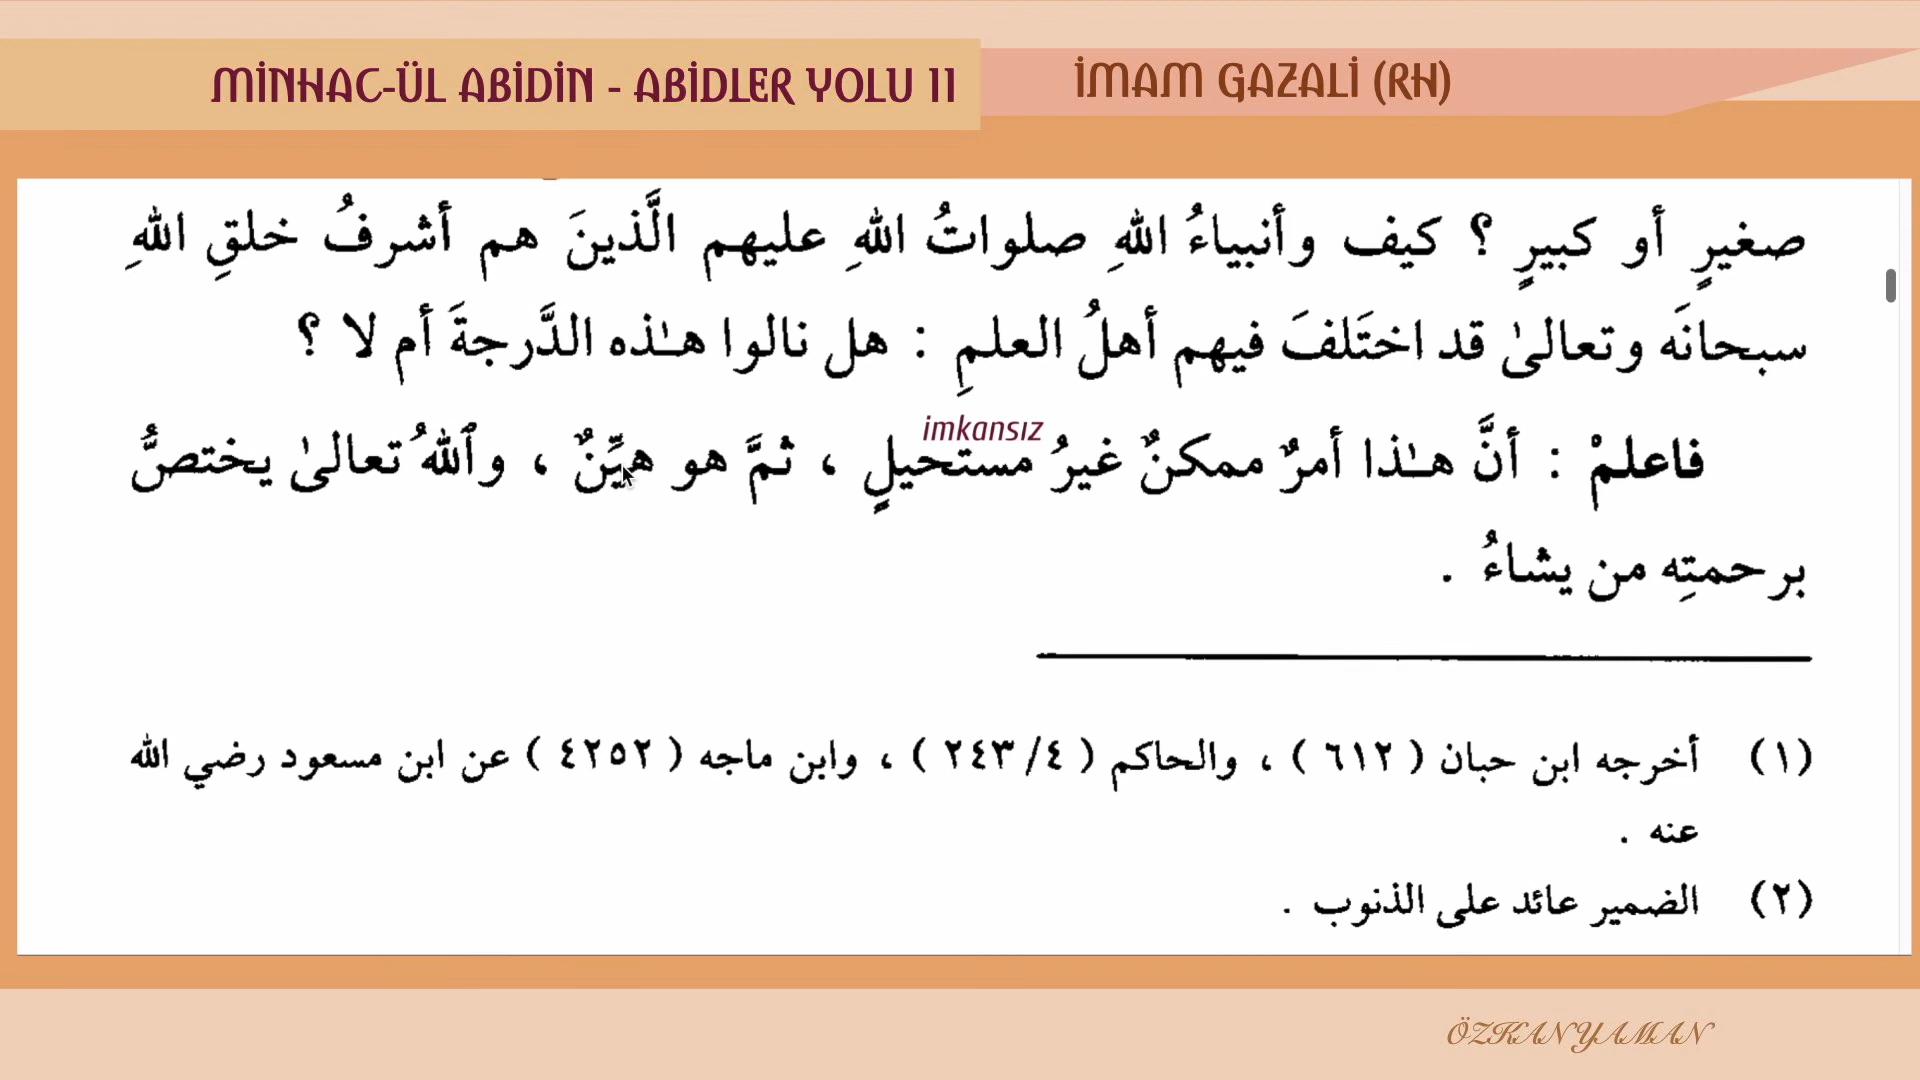 MİNHAC-ÜL ABİDİN - ABİDLER YOLU II
İMAM GAZALİ (RH)
صغيرٍ أو كبيرٍ ؟ كيف وأنبياءُ اللهِ صلواتُ اللهِ عليهم الَّذينَ هم أشرفُ خلقِ اللهِ
سبحانَه وتعالىٰ قد اختَلفَ فيهم أهلُ العلمِ : هل نالوا هـٰذه الدَّرجةَ أم لا ؟
imkansız
فاعلمْ : أنَّ هـٰذا أمرٌ ممكنٌ غيرُ مستحيلٍ ، ثمَّ هو هيِّنٌ ، وٱللهُ تعالىٰ يختصُّ
برحمتِه من يشاءُ .
(١) أخرجه ابن حبان ( ٦١٢ ) ، والحاكم ( ٤/ ٢٤٣ ) ، وابن ماجه ( ٤٢٥٢ ) عن ابن مسعود رضي الله
عنه .
(٢) الضمير عائد على الذنوب .
ÖZKAN YAMAN